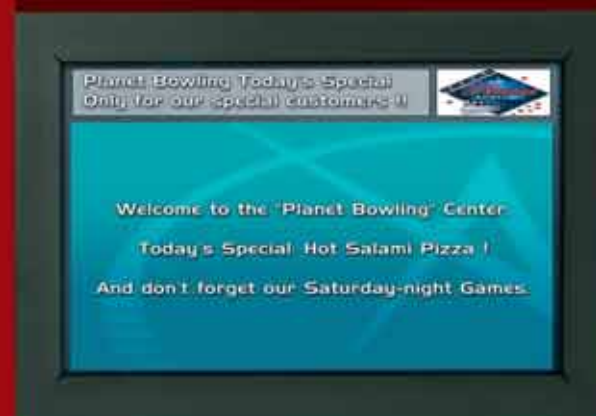 Planet Bowling Today's Special
Only for our special customers !!
Welcome to the "Planet Bowling" Center.
Today's Special: Hot Salami Pizza !
And don't forget our Saturday-night Games.